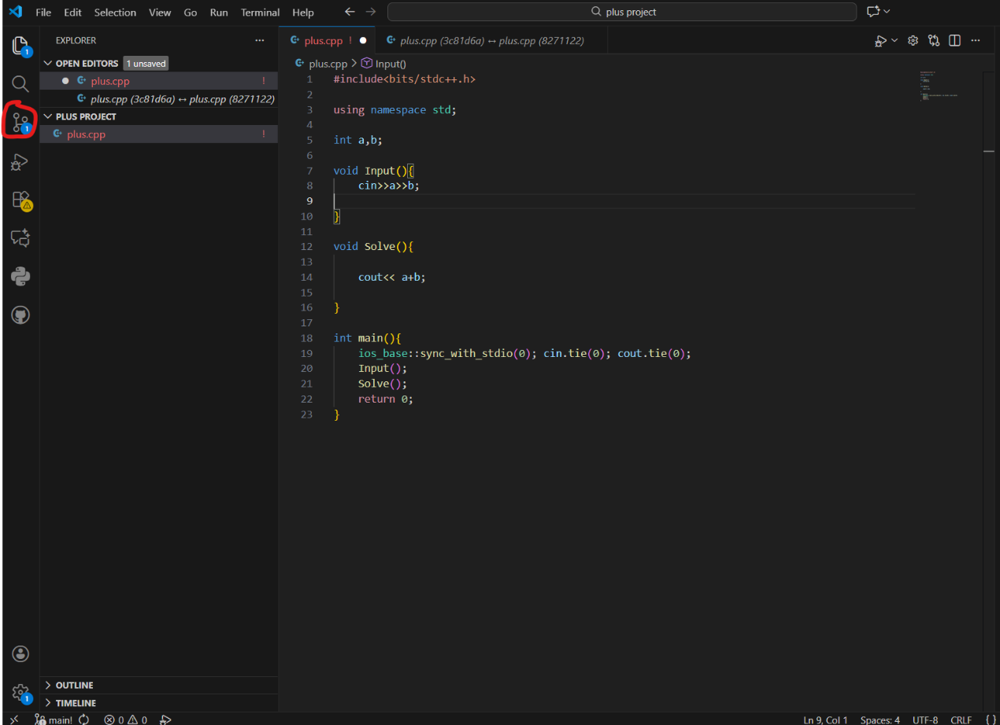 File Edit Selection View Go Run Terminal Help
plus project
EXPLORER
OPEN EDITORS 1 unsaved
plus.cpp !
plus.cpp (3c81d6a) ↔ plus.cpp (8271122)
PLUS PROJECT
plus.cpp !
OUTLINE
TIMELINE
1
1
1
plus.cpp ! ●
plus.cpp (3c81d6a) ↔ plus.cpp (8271122)
plus.cpp > Input()
1 #include<bits/stdc++.h>
2
3 using namespace std;
4
5 int a,b;
6
7 void Input(){
8 cin>>a>>b;
9
10 }
11
12 void Solve(){
13
14 cout<< a+b;
15
16 }
17
18 int main(){
19 ios_base::sync_with_stdio(0); cin.tie(0); cout.tie(0);
20 Input();
21 Solve();
22 return 0;
23 }
main! 0 0
Ln 9, Col 1 Spaces: 4 UTF-8 CRLF { }